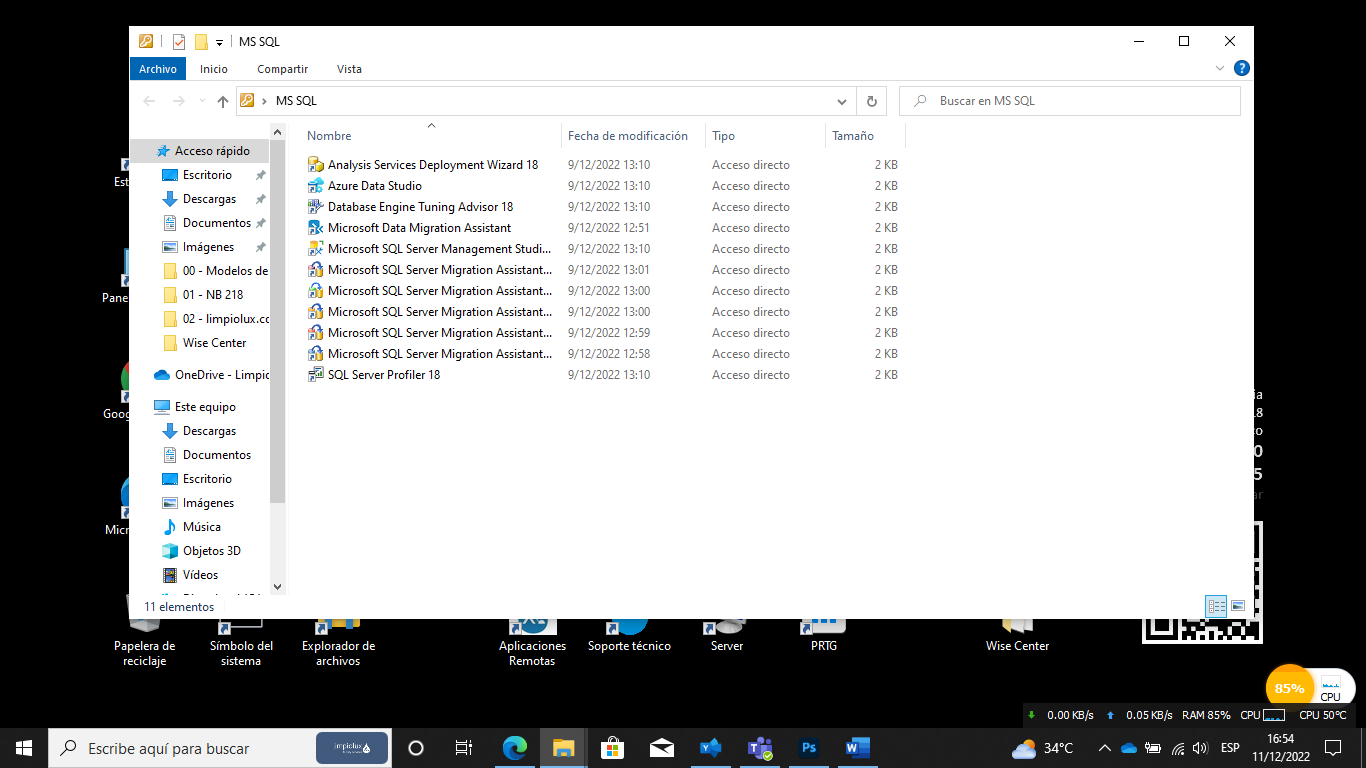 MS SQL
Archivo Inicio Compartir Vista
MS SQL
Buscar en MS SQL
Nombre Fecha de modificación Tipo Tamaño
Analysis Services Deployment Wizard 18 9/12/2022 13:10 Acceso directo 2 KB
Azure Data Studio 9/12/2022 13:10 Acceso directo 2 KB
Database Engine Tuning Advisor 18 9/12/2022 13:10 Acceso directo 2 KB
Microsoft Data Migration Assistant 9/12/2022 12:51 Acceso directo 2 KB
Microsoft SQL Server Management Studi... 9/12/2022 13:10 Acceso directo 2 KB
Microsoft SQL Server Migration Assistant... 9/12/2022 13:01 Acceso directo 2 KB
Microsoft SQL Server Migration Assistant... 9/12/2022 13:00 Acceso directo 2 KB
Microsoft SQL Server Migration Assistant... 9/12/2022 13:00 Acceso directo 2 KB
Microsoft SQL Server Migration Assistant... 9/12/2022 12:59 Acceso directo 2 KB
Microsoft SQL Server Migration Assistant... 9/12/2022 12:58 Acceso directo 2 KB
SQL Server Profiler 18 9/12/2022 13:10 Acceso directo 2 KB
Acceso rápido
Escritorio
Descargas
Documentos
Imágenes
00 - Modelos de
01 - NB 218
02 - limpiolux.cc
Wise Center
OneDrive - Limpic
Este equipo
Descargas
Documentos
Escritorio
Imágenes
Música
Objetos 3D
Vídeos
11 elementos
Est
Pane
Goog
Micr
ia
18
co
0
5
ar
Papelera de
reciclaje
Símbolo del
sistema
Explorador de
archivos
Aplicaciones
Remotas
Soporte técnico
Server
PRTG
Wise Center
85%
CPU
0.00 KB/s 0.05 KB/s RAM 85% CPU CPU 50°C
Escribe aquí para buscar
limpiolux
34°C
ESP
16:54
11/12/2022